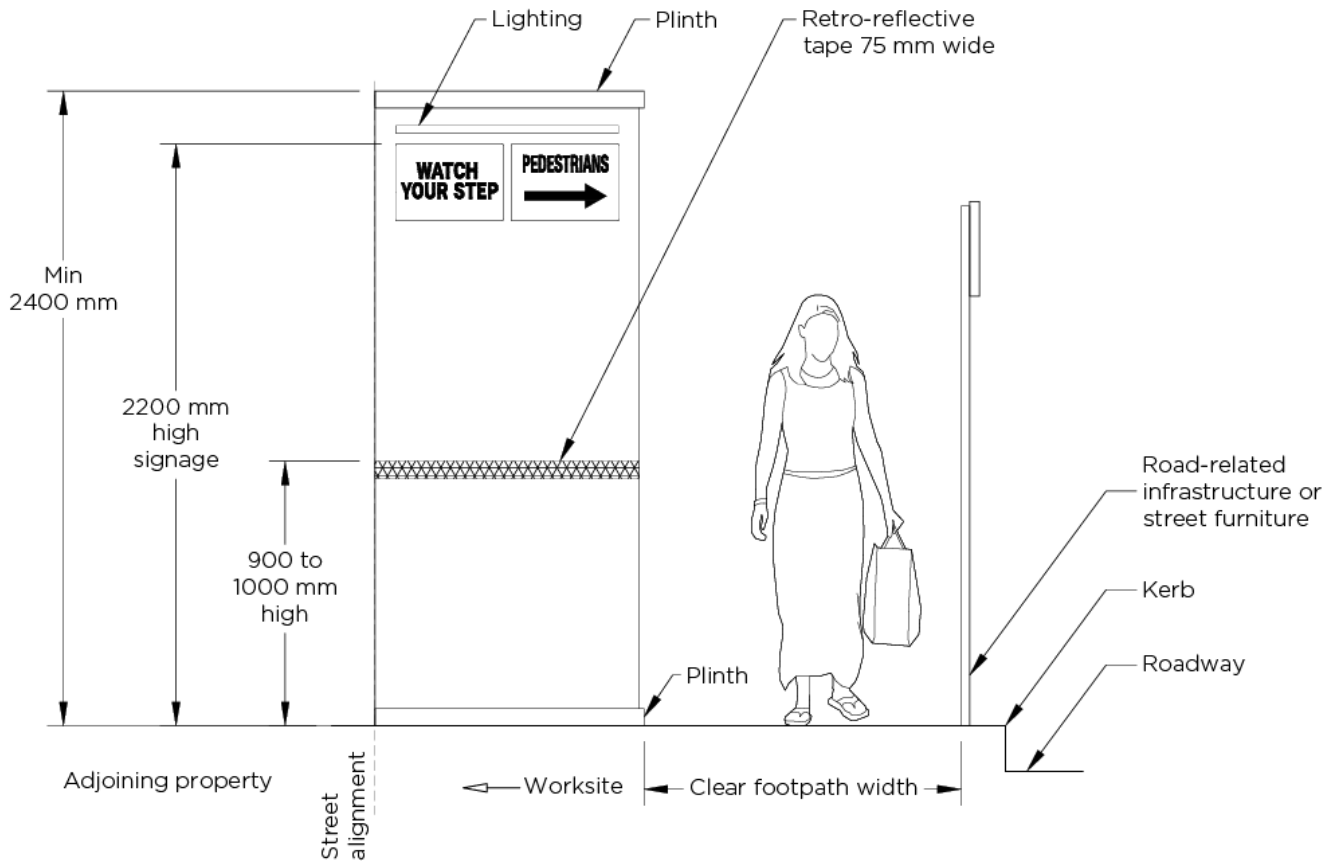 Lighting
Plinth
Retro-reflective
tape 75 mm wide
WATCH
YOUR STEP
PEDESTRIANS
Min
2400 mm
2200 mm
high
signage
900 to
1000 mm
high
Road-related
infrastructure or
street furniture
Kerb
Roadway
Plinth
Adjoining property
Street
alignment
Worksite
Clear footpath width